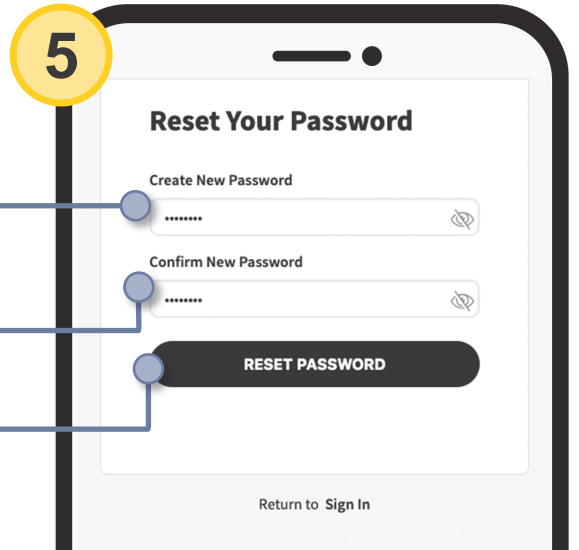 5
Reset Your Password
Create New Password
••••••••
Confirm New Password
••••••••
RESET PASSWORD
Return to Sign In